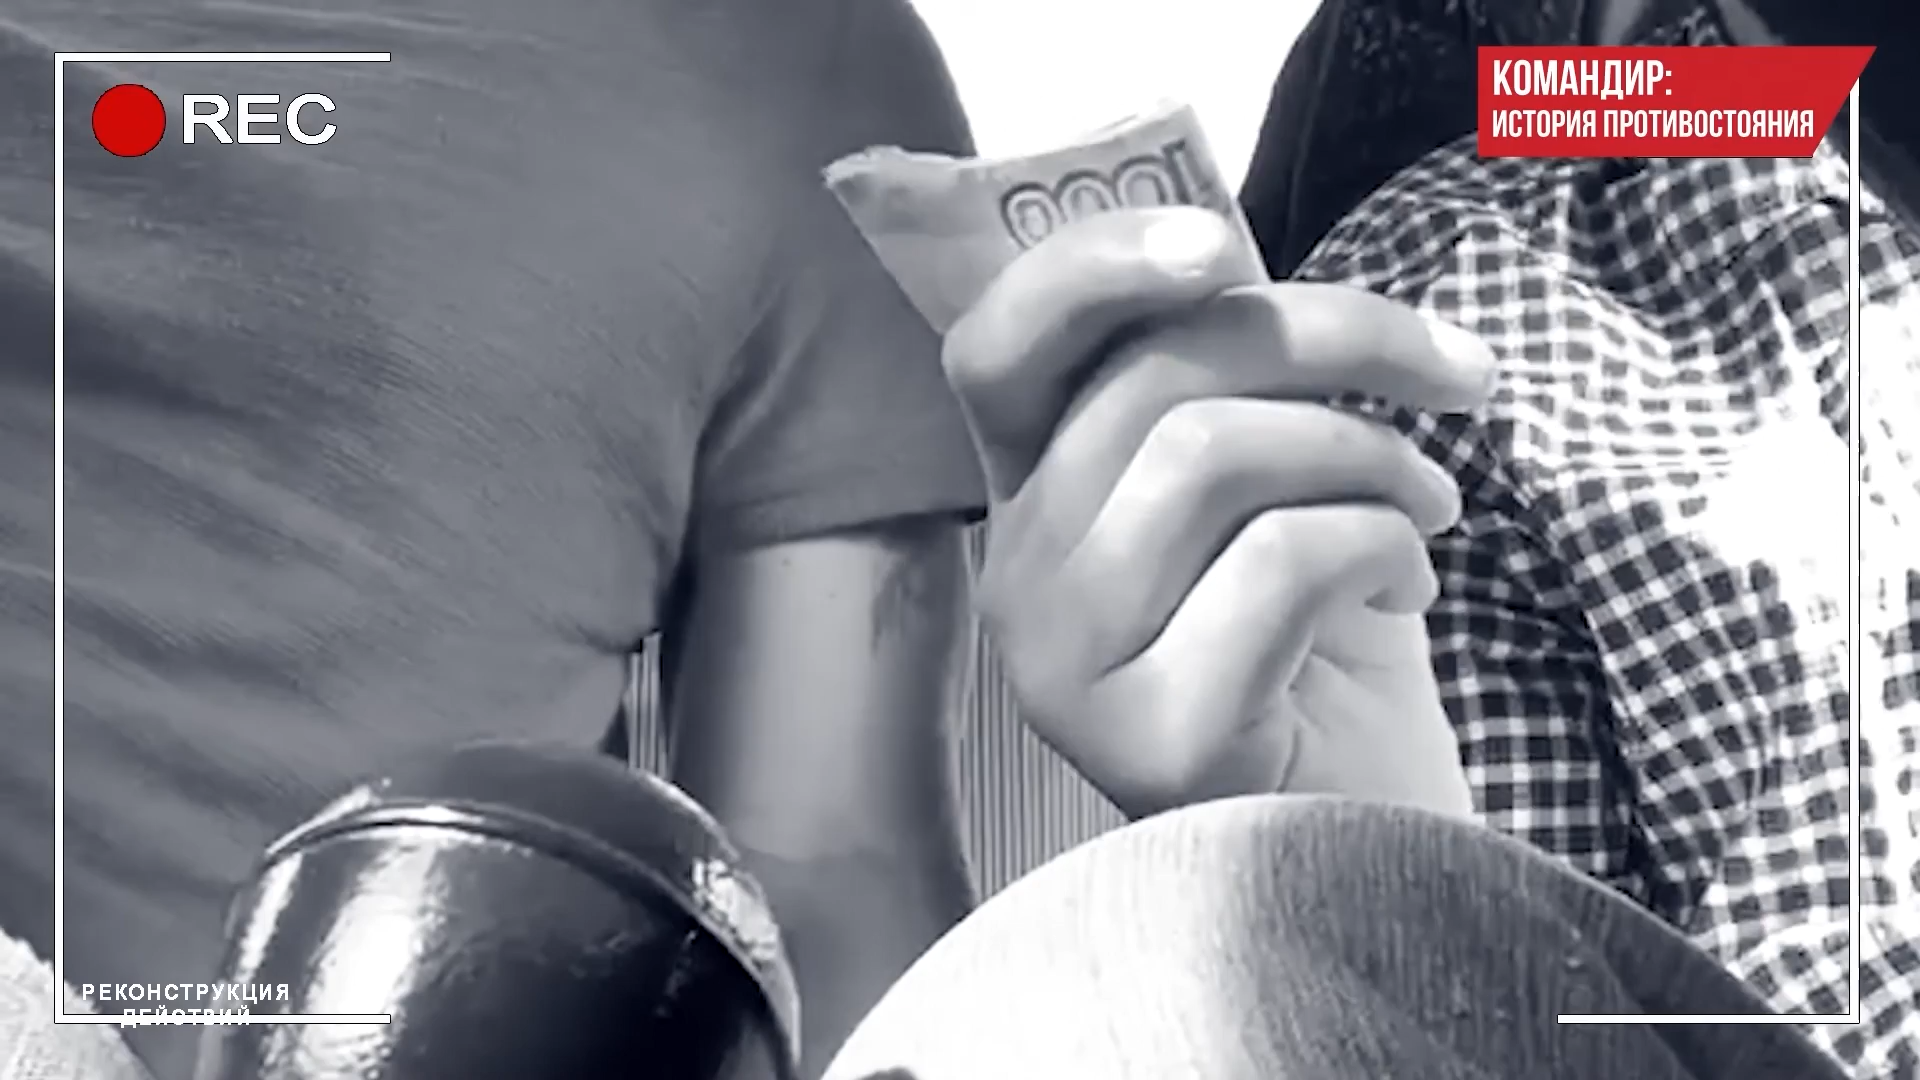 REC
КОМАНДИР:
ИСТОРИЯ ПРОТИВОСТОЯНИЯ
1000
РЕКОНСТРУКЦИЯ
ДЕЙСТВИЙ